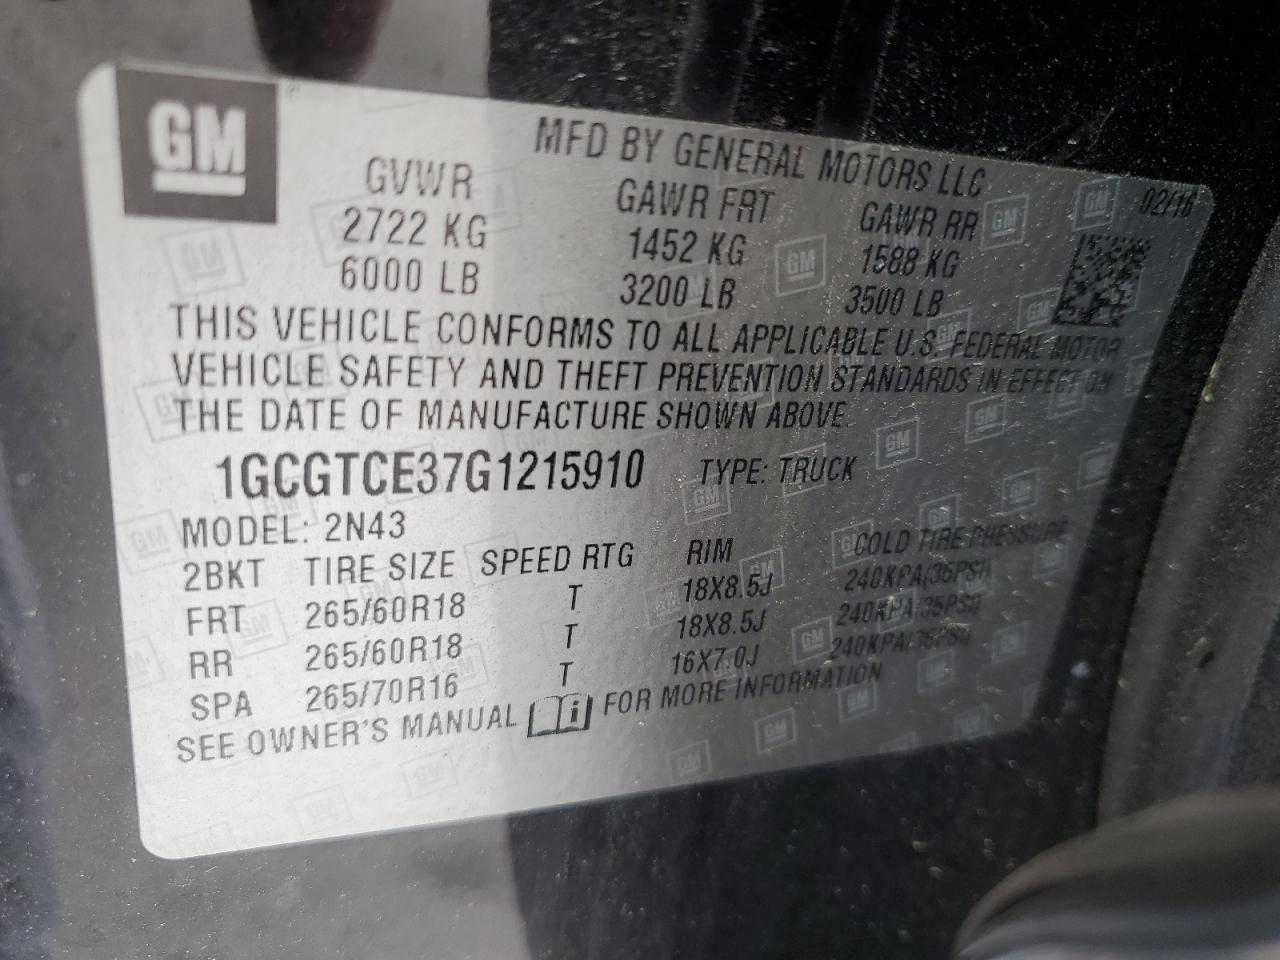 GM
MFD BY GENERAL MOTORS LLC
02/16
GVWR GAWR FRT GAWR RR
2722 KG 1452 KG 1588 KG
6000 LB 3200 LB 3500 LB
THIS VEHICLE CONFORMS TO ALL APPLICABLE U.S. FEDERAL MOTOR
VEHICLE SAFETY AND THEFT PREVENTION STANDARDS IN EFFECT ON
THE DATE OF MANUFACTURE SHOWN ABOVE.
1GCGTCE37G1215910 TYPE: TRUCK
MODEL: 2N43
2BKT TIRE SIZE SPEED RTG RIM COLD TIRE PRESSURE
FRT 265/60R18 T 18X8.5J 240KPA(35PSI)
RR 265/60R18 T 18X8.5J 240KPA(35PSI)
SPA 265/70R16 T 16X7.0J 240KPA(35PSI)
SEE OWNER'S MANUAL i FOR MORE INFORMATION